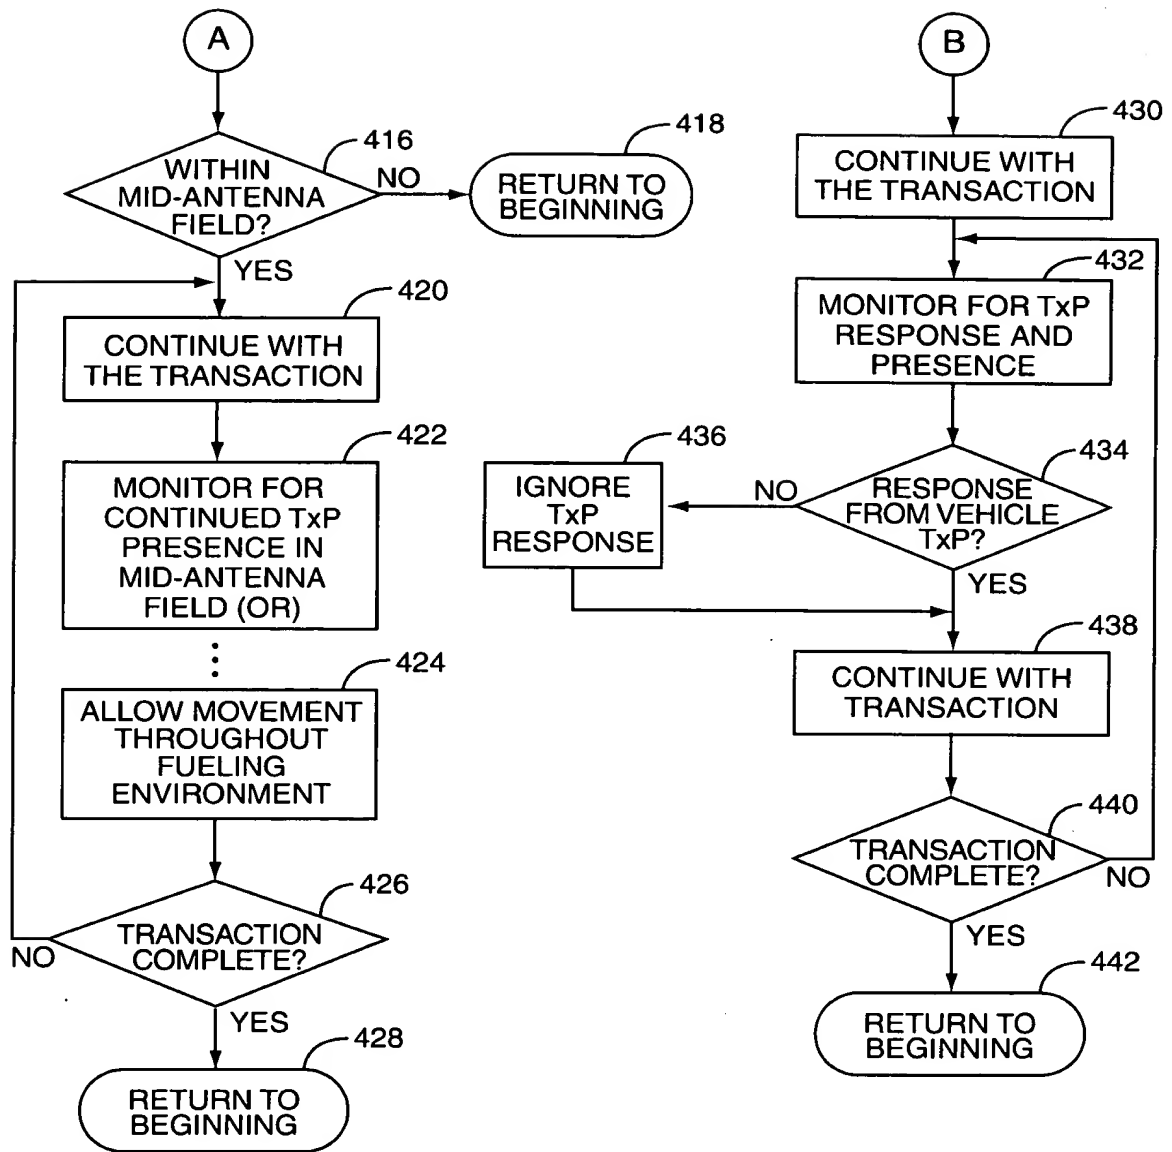 A
416
WITHIN
MID-ANTENNA
FIELD?
NO
418
RETURN TO
BEGINNING
YES
420
CONTINUE WITH
THE TRANSACTION
422
MONITOR FOR
CONTINUED TxP
PRESENCE IN
MID-ANTENNA
FIELD (OR)
424
ALLOW MOVEMENT
THROUGHOUT
FUELING
ENVIRONMENT
426
TRANSACTION
COMPLETE?
NO
YES
428
RETURN TO
BEGINNING
B
430
CONTINUE WITH
THE TRANSACTION
432
MONITOR FOR TxP
RESPONSE AND
PRESENCE
434
RESPONSE
FROM VEHICLE
TxP?
NO
436
IGNORE
TxP
RESPONSE
YES
438
CONTINUE WITH
TRANSACTION
440
TRANSACTION
COMPLETE?
NO
YES
442
RETURN TO
BEGINNING